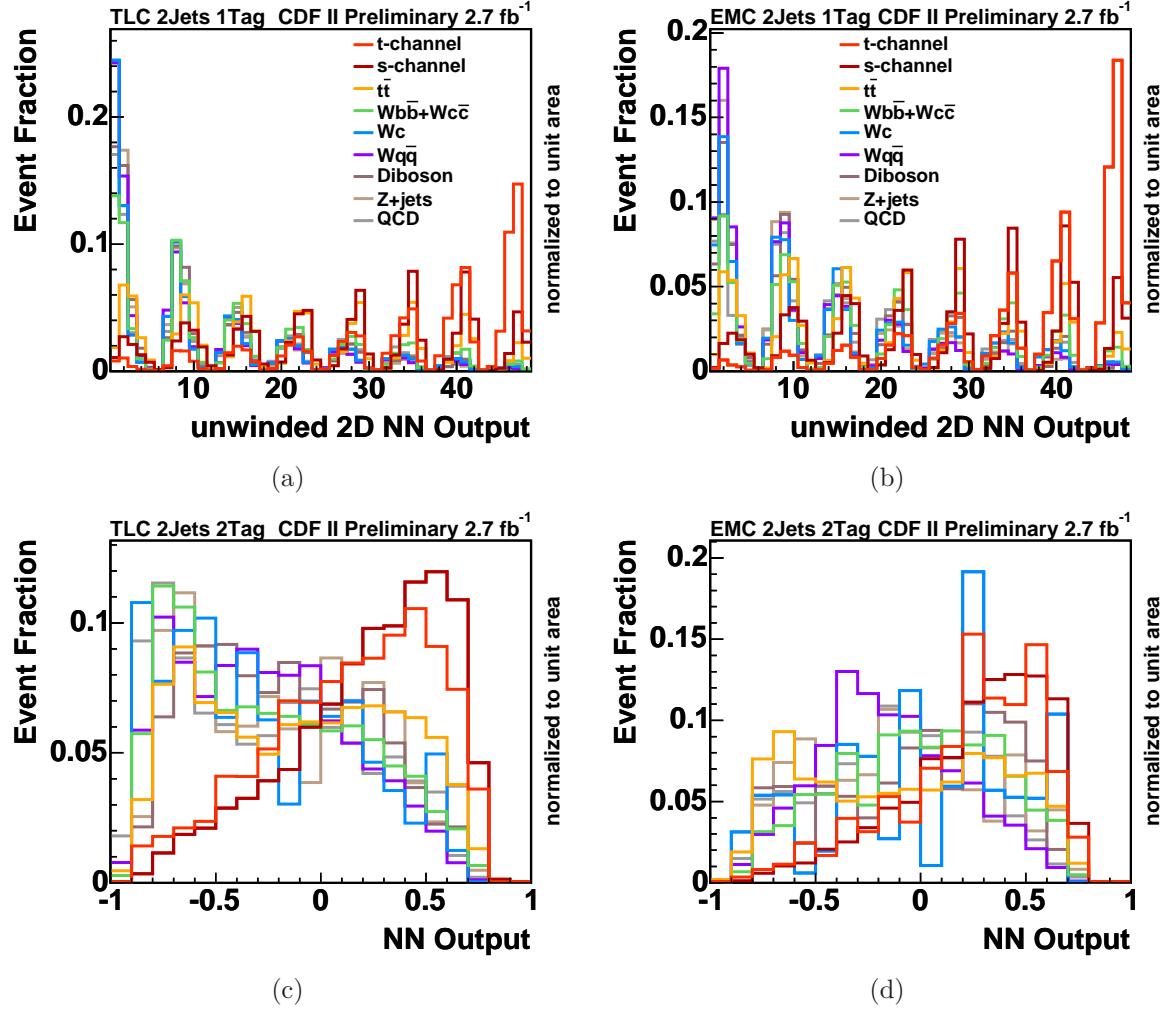 TLC 2Jets 1Tag CDF II Preliminary 2.7 fb⁻¹
Event Fraction
normalized to unit area
0.2
0.1
0
t-channel
s-channel
tt̄
Wbb̄+Wcc̄
Wc
Wqq̄
Diboson
Z+jets
QCD
10 20 30 40
unwinded 2D NN Output
(a)
EMC 2Jets 1Tag CDF II Preliminary 2.7 fb⁻¹
Event Fraction
normalized to unit area
0.2
0.15
0.1
0.05
0
t-channel
s-channel
tt̄
Wbb̄+Wcc̄
Wc
Wqq̄
Diboson
Z+jets
QCD
10 20 30 40
unwinded 2D NN Output
(b)
TLC 2Jets 2Tag CDF II Preliminary 2.7 fb⁻¹
Event Fraction
normalized to unit area
0.1
0.05
0
-1 -0.5 0 0.5 1
NN Output
(c)
EMC 2Jets 2Tag CDF II Preliminary 2.7 fb⁻¹
Event Fraction
normalized to unit area
0.2
0.15
0.1
0.05
0
-1 -0.5 0 0.5 1
NN Output
(d)